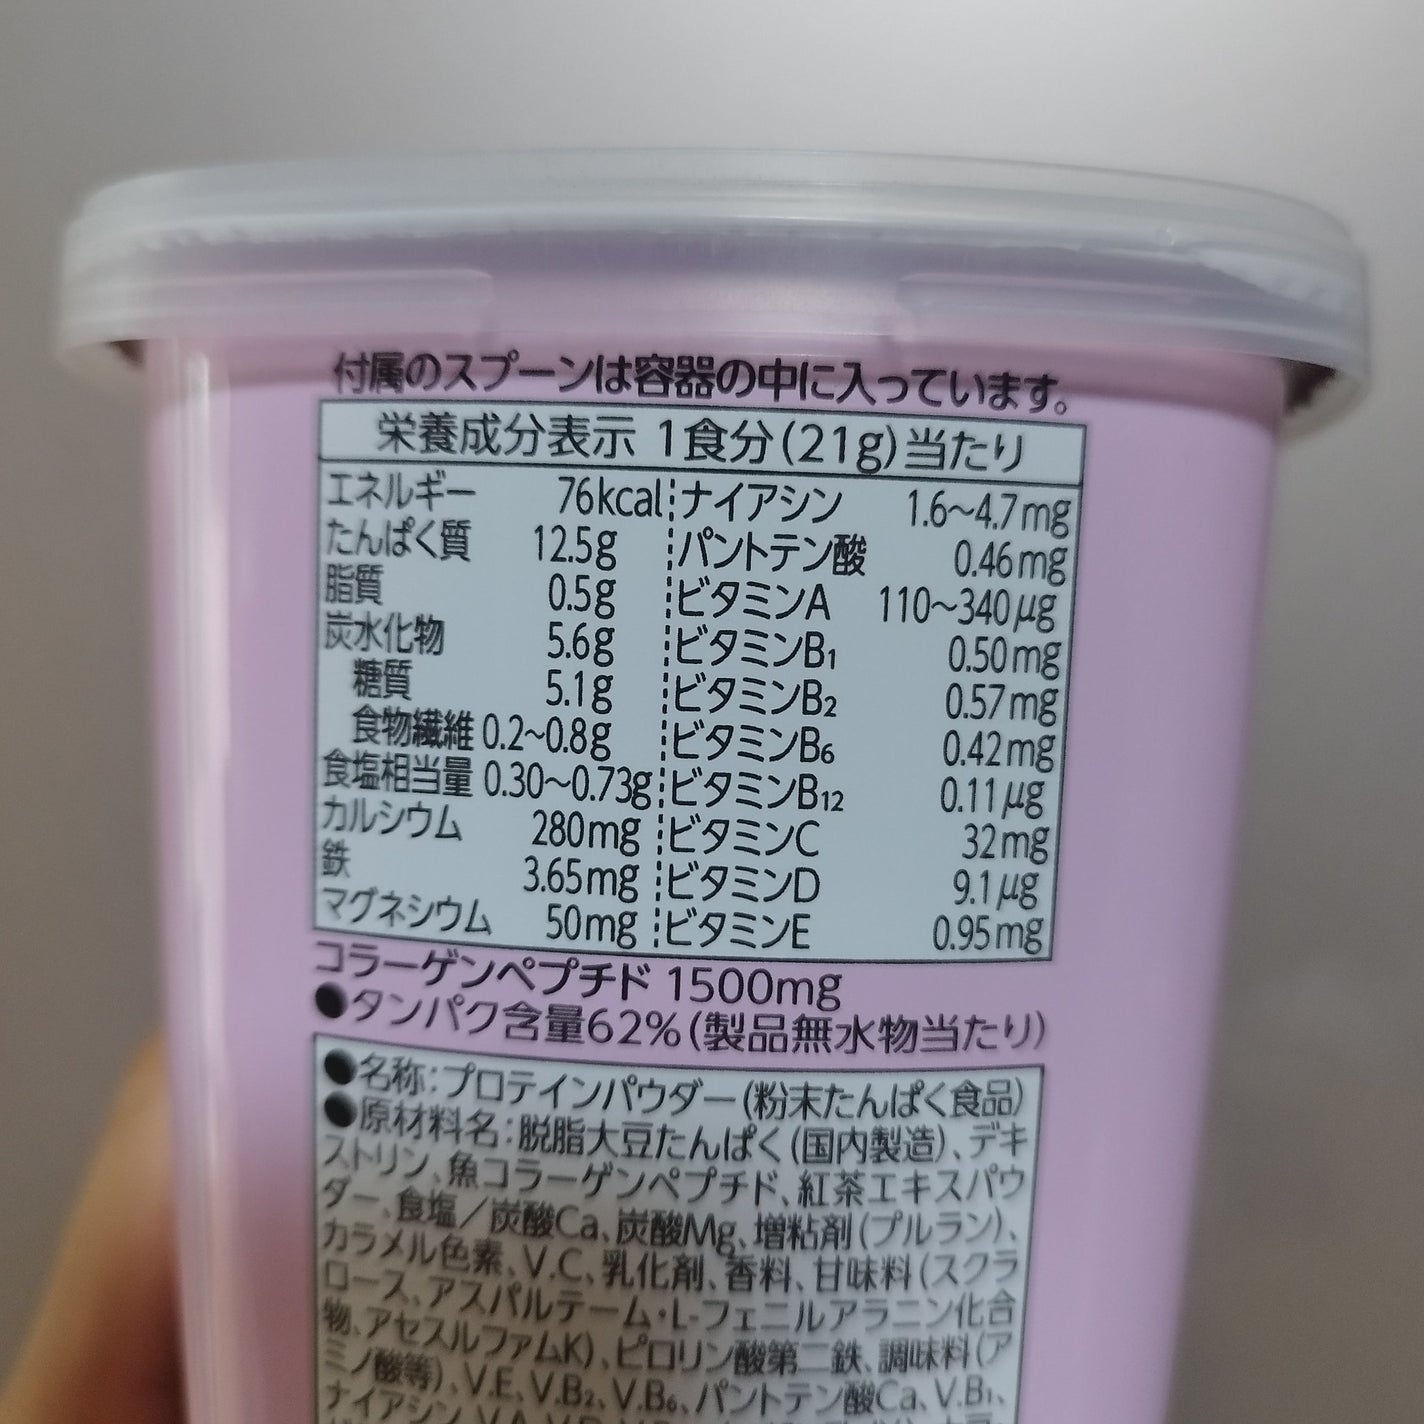 付属のスプーンは容器の中に入っています。
栄養成分表示 1食分(21g)当たり
エネルギー 76kcal
たんぱく質 12.5g
脂質 0.5g
炭水化物 5.6g
糖質 5.1g
食物繊維 0.2~0.8g
食塩相当量 0.30~0.73g
カルシウム 280mg
鉄 3.65mg
マグネシウム 50mg
ナイアシン 1.6~4.7mg
パントテン酸 0.46mg
ビタミンA 110~340μg
ビタミンB1 0.50mg
ビタミンB2 0.57mg
ビタミンB6 0.42mg
ビタミンB12 0.11μg
ビタミンC 32mg
ビタミンD 9.1μg
ビタミンE 0.95mg
コラーゲンペプチド 1500mg
●タンパク含量62%(製品無水物当たり)
●名称:プロテインパウダー(粉末たんぱく食品)
●原材料名:脱脂大豆たんぱく(国内製造)、デキ
ストリン、魚コラーゲンペプチド、紅茶エキスパウ
ダー、食塩/炭酸Ca、炭酸Mg、増粘剤(プルラン)、
カラメル色素、V.C、乳化剤、香料、甘味料(スクラ
ロース、アスパルテーム・L-フェニルアラニン化合
物、アセスルファムK)、ピロリン酸第二鉄、調味料(ア
ミノ酸等)、V.E、V.B2、V.B6、パントテン酸Ca、V.B1、
ナイアシン